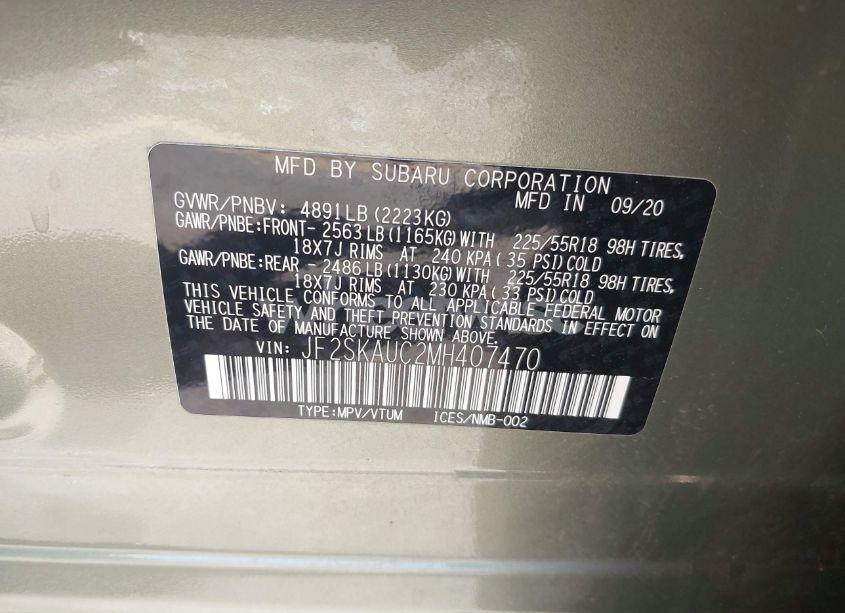 MFD BY SUBARU CORPORATION
GVWR/PNBV: 4891LB(2223KG) MFD IN 09/20
GAWR/PNBE:FRONT- 2563LB(1165KG)WITH 225/55R18 98H TIRES,
18X7J RIMS AT 240 KPA( 35 PSI)COLD
GAWR/PNBE:REAR - 2486LB(1130KG)WITH 225/55R18 98H TIRES,
18X7J RIMS AT 230 KPA( 33 PSI)COLD
THIS VEHICLE CONFORMS TO ALL APPLICABLE FEDERAL MOTOR
VEHICLE SAFETY AND THEFT PREVENTION STANDARDS IN EFFECT ON
THE DATE OF MANUFACTURE SHOWN ABOVE.
VIN: JF2SKAUC2MH407470
TYPE:MPV/VTUM ICES/NMB-002